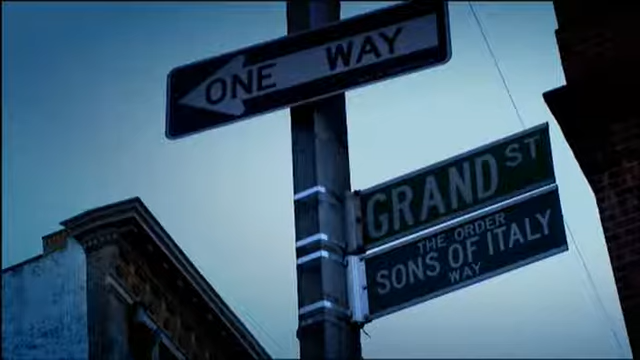 ONE WAY
GRAND ST
THE ORDER
SONS OF ITALY
WAY